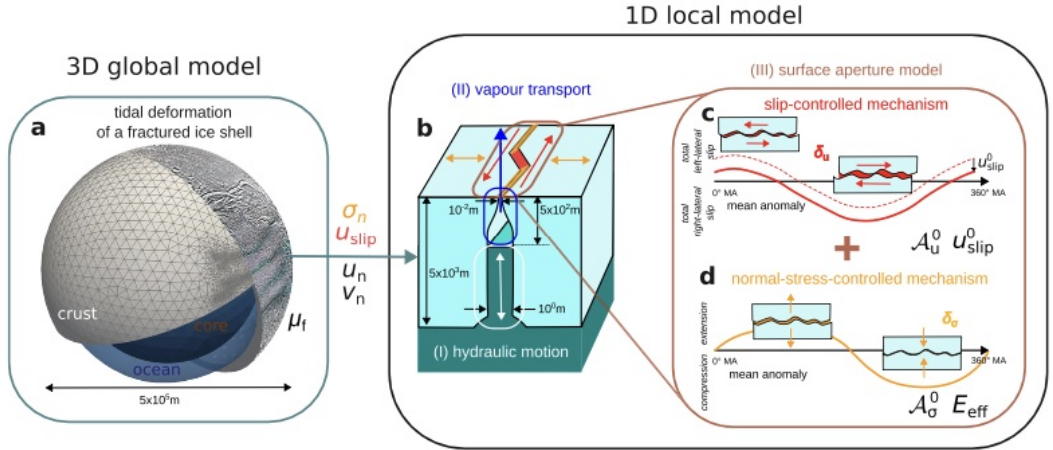 1D local model
3D global model
(III) surface aperture model
tidal deformation
of a fractured ice shell
a
(II) vapour transport
b
c
slip-controlled mechanism
total
left-lateral
slip
δu
u⁰slip
0° MA
360° MA
mean anomaly
total
right-lateral
slip
A⁰u u⁰slip
+
σn
uslip
un
vn
10⁻²m
5x10²m
5x10³m
10⁰m
(I) hydraulic motion
crust
core
ocean
μf
5x10⁵m
d
normal-stress-controlled mechanism
extension
δσ
0° MA
360° MA
mean anomaly
compression
A⁰σ Eeff